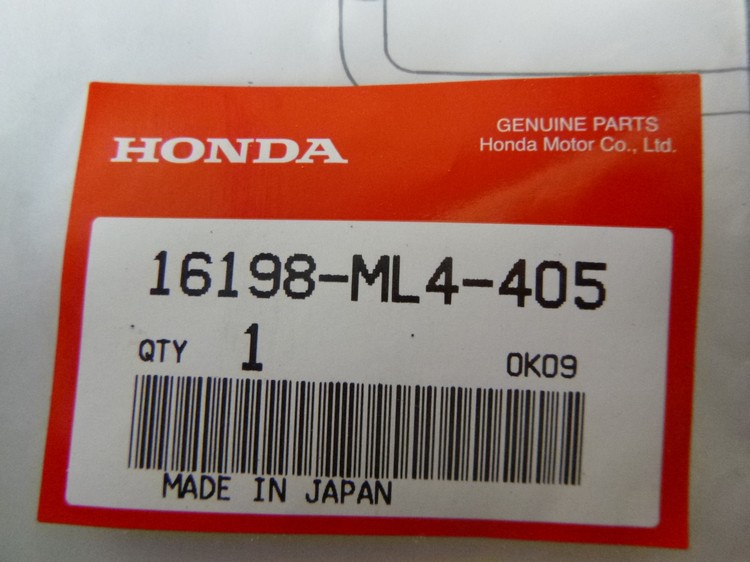 HONDA
GENUINE PARTS
Honda Motor Co., Ltd.
16198-ML4-405
QTY 1 0K09
MADE IN JAPAN